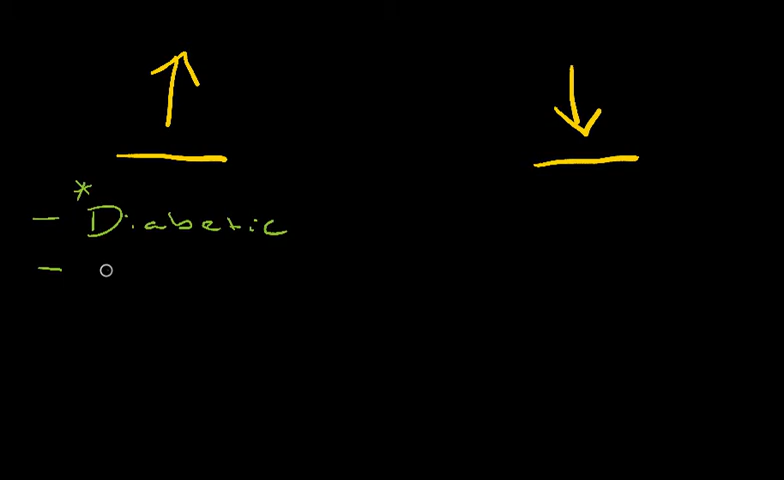 ↑
↓
*
- Diabetic
-